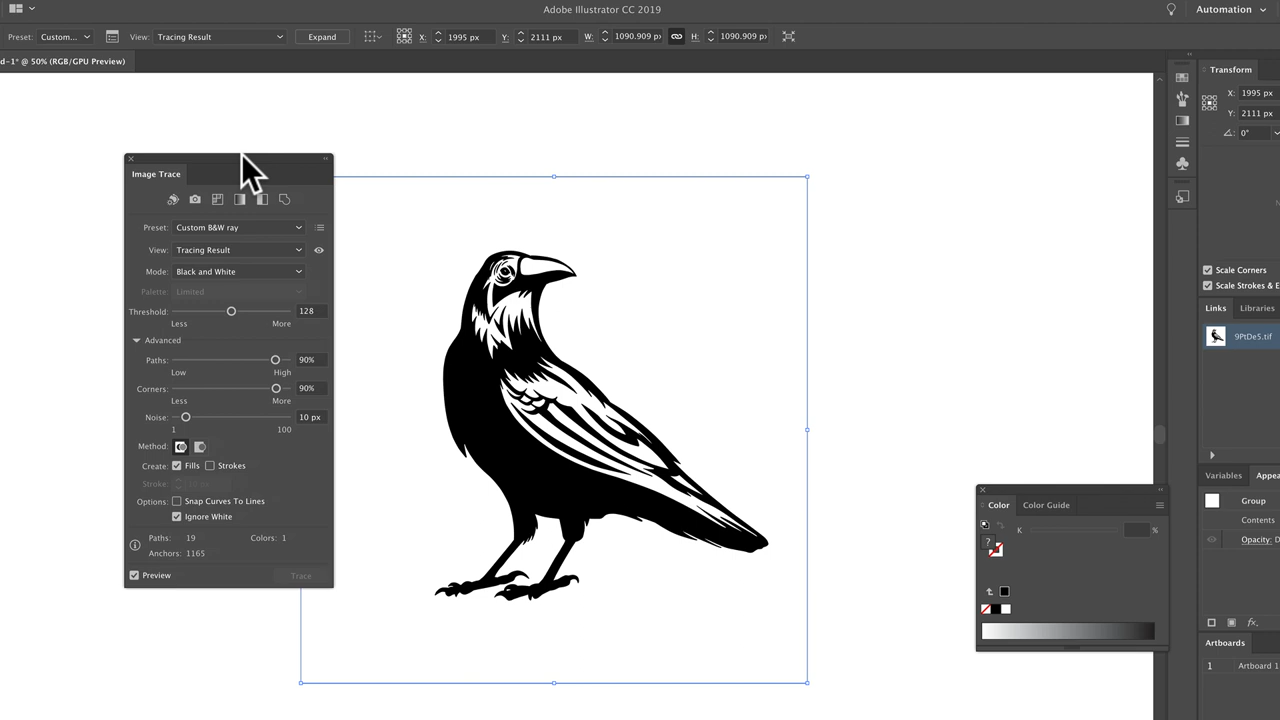 Adobe Illustrator CC 2019
Automation
Preset: Custom... View: Tracing Result Expand X: 1995 px Y: 2111 px W: 1090.909 p› H: 1090.909 p›
d-1* @ 50% (RGB/GPU Preview)
Transform
X: 1995 px
Y: 2111 px
0°
Image Trace
Preset: Custom B&W ray
View: Tracing Result
Mode: Black and White
Palette: Limited
Threshold: 128
Less More
Advanced
Paths: 90%
Low High
Corners: 90%
Less More
Noise: 10 px
1 100
Method:
Create: Fills Strokes
Stroke: 10 px
Options: Snap Curves To Lines
Ignore White
Paths: 19 Colors: 1
Anchors: 1165
Preview Trace
Scale Corners
Scale Strokes & E
Links Libraries
9PtDe5.tif
Variables Appea
Group
Contents
Opacity: D
fx
Artboards
1 Artboard 1
Color Color Guide
K %
?